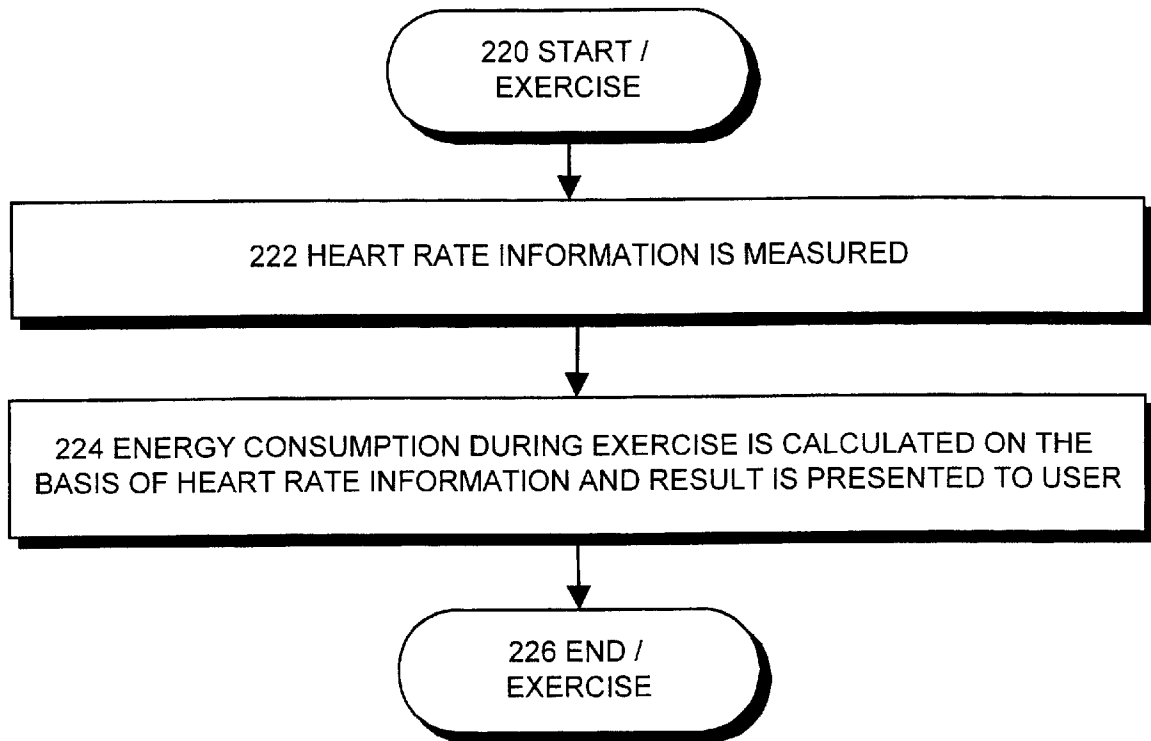 220 START /
EXERCISE
222 HEART RATE INFORMATION IS MEASURED
224 ENERGY CONSUMPTION DURING EXERCISE IS CALCULATED ON THE
BASIS OF HEART RATE INFORMATION AND RESULT IS PRESENTED TO USER
226 END /
EXERCISE